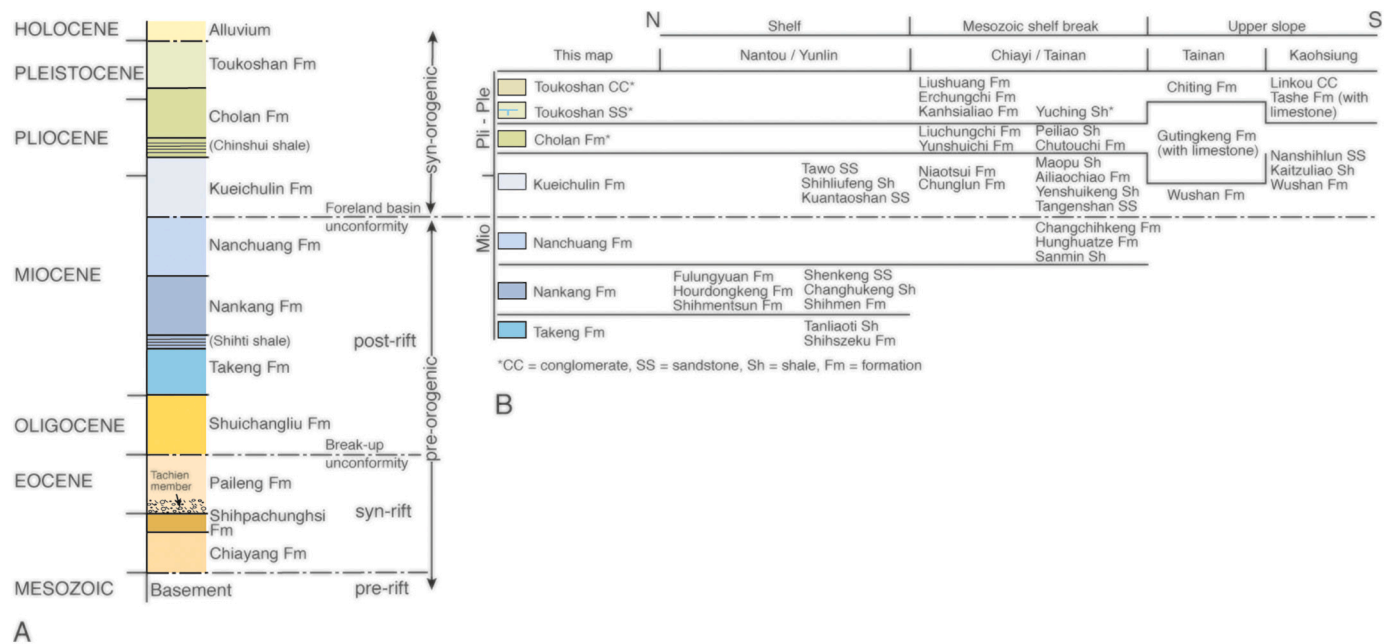 HOLOCENE
PLEISTOCENE
PLIOCENE
MIOCENE
OLIGOCENE
EOCENE
MESOZOIC
Alluvium
Toukoshan Fm
Cholan Fm
(Chinshui shale)
Kueichulin Fm
Nanchuang Fm
Nankang Fm
(Shihti shale)
Takeng Fm
Shuichangliu Fm
Tachien
member
Paileng Fm
Shihpachunghsi
Fm
Chiayang Fm
Basement
Foreland basin
unconformity
post-rift
Break-up
unconformity
syn-rift
pre-rift
syn-orogenic
pre-orogenic
A
N
S
Shelf
Mesozoic shelf break
Upper slope
This map
Nantou / Yunlin
Chiayi / Tainan
Tainan
Kaohsiung
Pli - Ple
Mio
Toukoshan CC*
Toukoshan SS*
Cholan Fm*
Kueichulin Fm
Nanchuang Fm
Nankang Fm
Takeng Fm
Fulungyuan Fm
Hourdongkeng Fm
Shihmentsun Fm
Tawo SS
Shihliufeng Sh
Kuantaoshan SS
Shenkeng SS
Changhukeng Sh
Shihmen Fm
Tanliaoti Sh
Shihszeku Fm
Liushuang Fm
Erchungchi Fm
Kanhsialiao Fm
Liuchungchi Fm
Yunshuichi Fm
Niaotsui Fm
Chunglun Fm
Yuching Sh*
Peiliao Sh
Chutouchi Fm
Maopu Sh
Ailiaochiao Fm
Yenshuikeng Sh
Tangenshan SS
Changchihkeng Fm
Hunghuatze Fm
Sanmin Sh
Chiting Fm
Gutingkeng Fm
(with limestone)
Wushan Fm
Linkou CC
Tashe Fm (with
limestone)
Nanshihlun SS
Kaitzuliao Sh
Wushan Fm
*CC = conglomerate, SS = sandstone, Sh = shale, Fm = formation
B